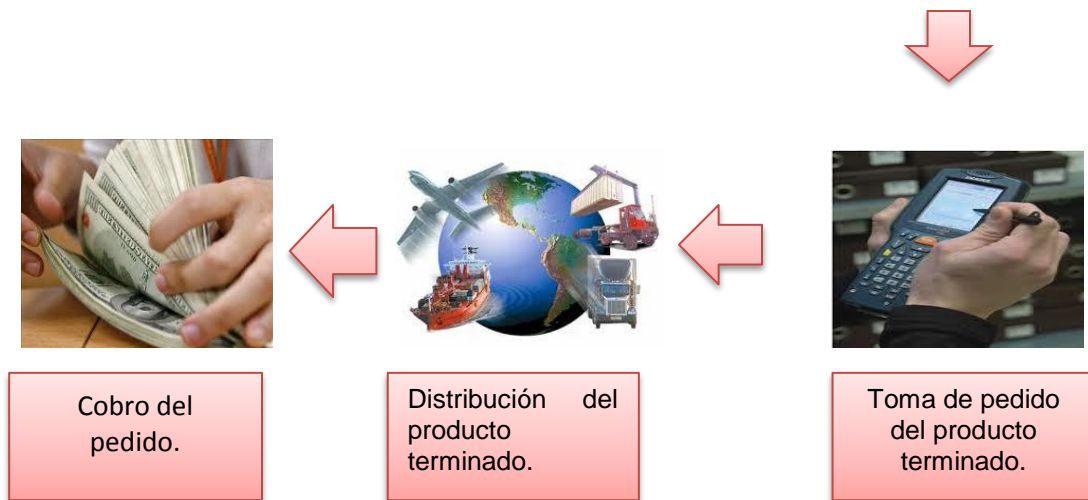 Cobro del
pedido.
Distribución del
producto
terminado.
Toma de pedido
del producto
terminado.